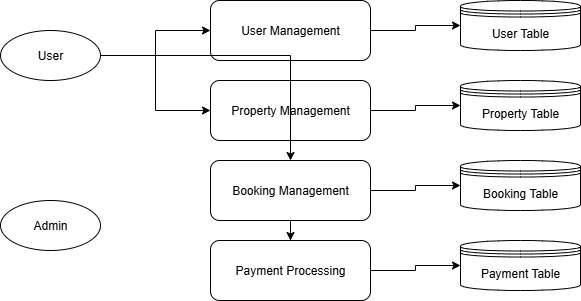 User Management
User Table
User
Property Management
Property Table
Booking Management
Booking Table
Admin
Payment Processing
Payment Table